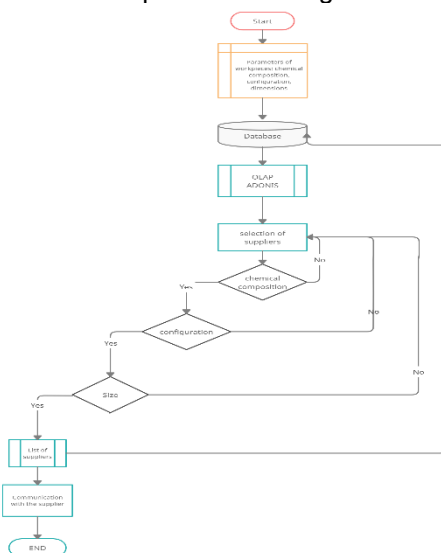 Start
Parameters of
workpieces: chemical
composition,
configuration,
dimensions
Database
OLAP
ADONIS
selection of
suppliers
No
chemical
composition
Yes
No
configuration
Yes
No
Size
Yes
List of
suppliers
No
Communication
with the supplier
END